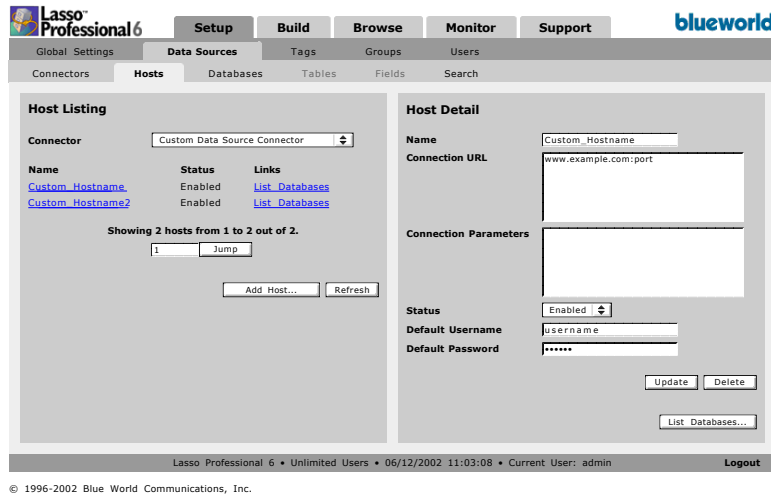 Lasso™
Professional 6
Setup Build Browse Monitor Support
blueworld
Global Settings Data Sources Tags Groups Users
Connectors Hosts Databases Tables Fields Search
Host Listing
Connector Custom Data Source Connector
Name Status Links
Custom_Hostname Enabled List Databases
Custom_Hostname2 Enabled List Databases
Showing 2 hosts from 1 to 2 out of 2.
1 Jump
Add Host... Refresh
Host Detail
Name Custom_Hostname
Connection URL www.example.com:port
Connection Parameters
Status Enabled
Default Username username
Default Password ••••••
Update Delete
List Databases...
Lasso Professional 6 • Unlimited Users • 06/12/2002 11:03:08 • Current User: admin Logout
© 1996-2002 Blue World Communications, Inc.